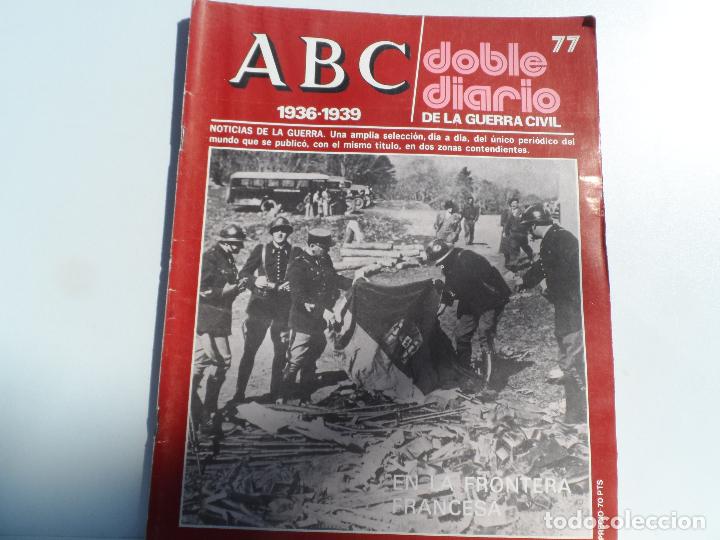 ABC
doble
diario
77
1936-1939
DE LA GUERRA CIVIL
NOTICIAS DE LA GUERRA. Una amplia selección, día a día, del único periódico del
mundo que se publicó, con el mismo título, en dos zonas contendientes.
EN LA FRONTERA
FRANCESA
PRECIO 70 PTS
todocoleccion